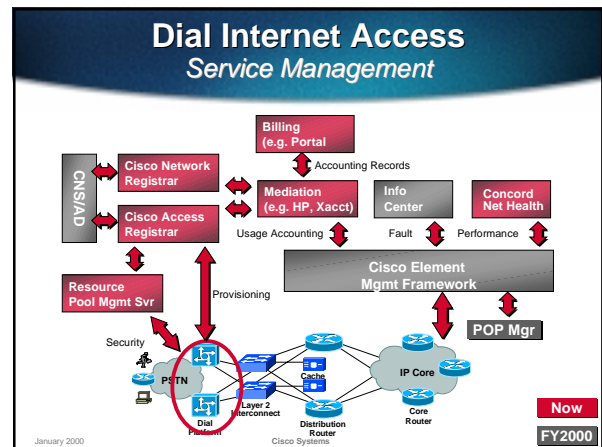 Dial Internet Access
Service Management
Billing
(e.g. Portal
Accounting Records
CNS/AD
Cisco Network
Registrar
Mediation
(e.g. HP, Xacct)
Info
Center
Concord
Net Health
Cisco Access
Registrar
Usage Accounting
Fault
Performance
Cisco Element
Mgmt Framework
Resource
Pool Mgmt Svr
Provisioning
POP Mgr
Security
PSTN
Cache
IP Core
Layer 2
Interconnect
Dial
Platform
Distribution
Router
Core
Router
Now
FY2000
January 2000
Cisco Systems